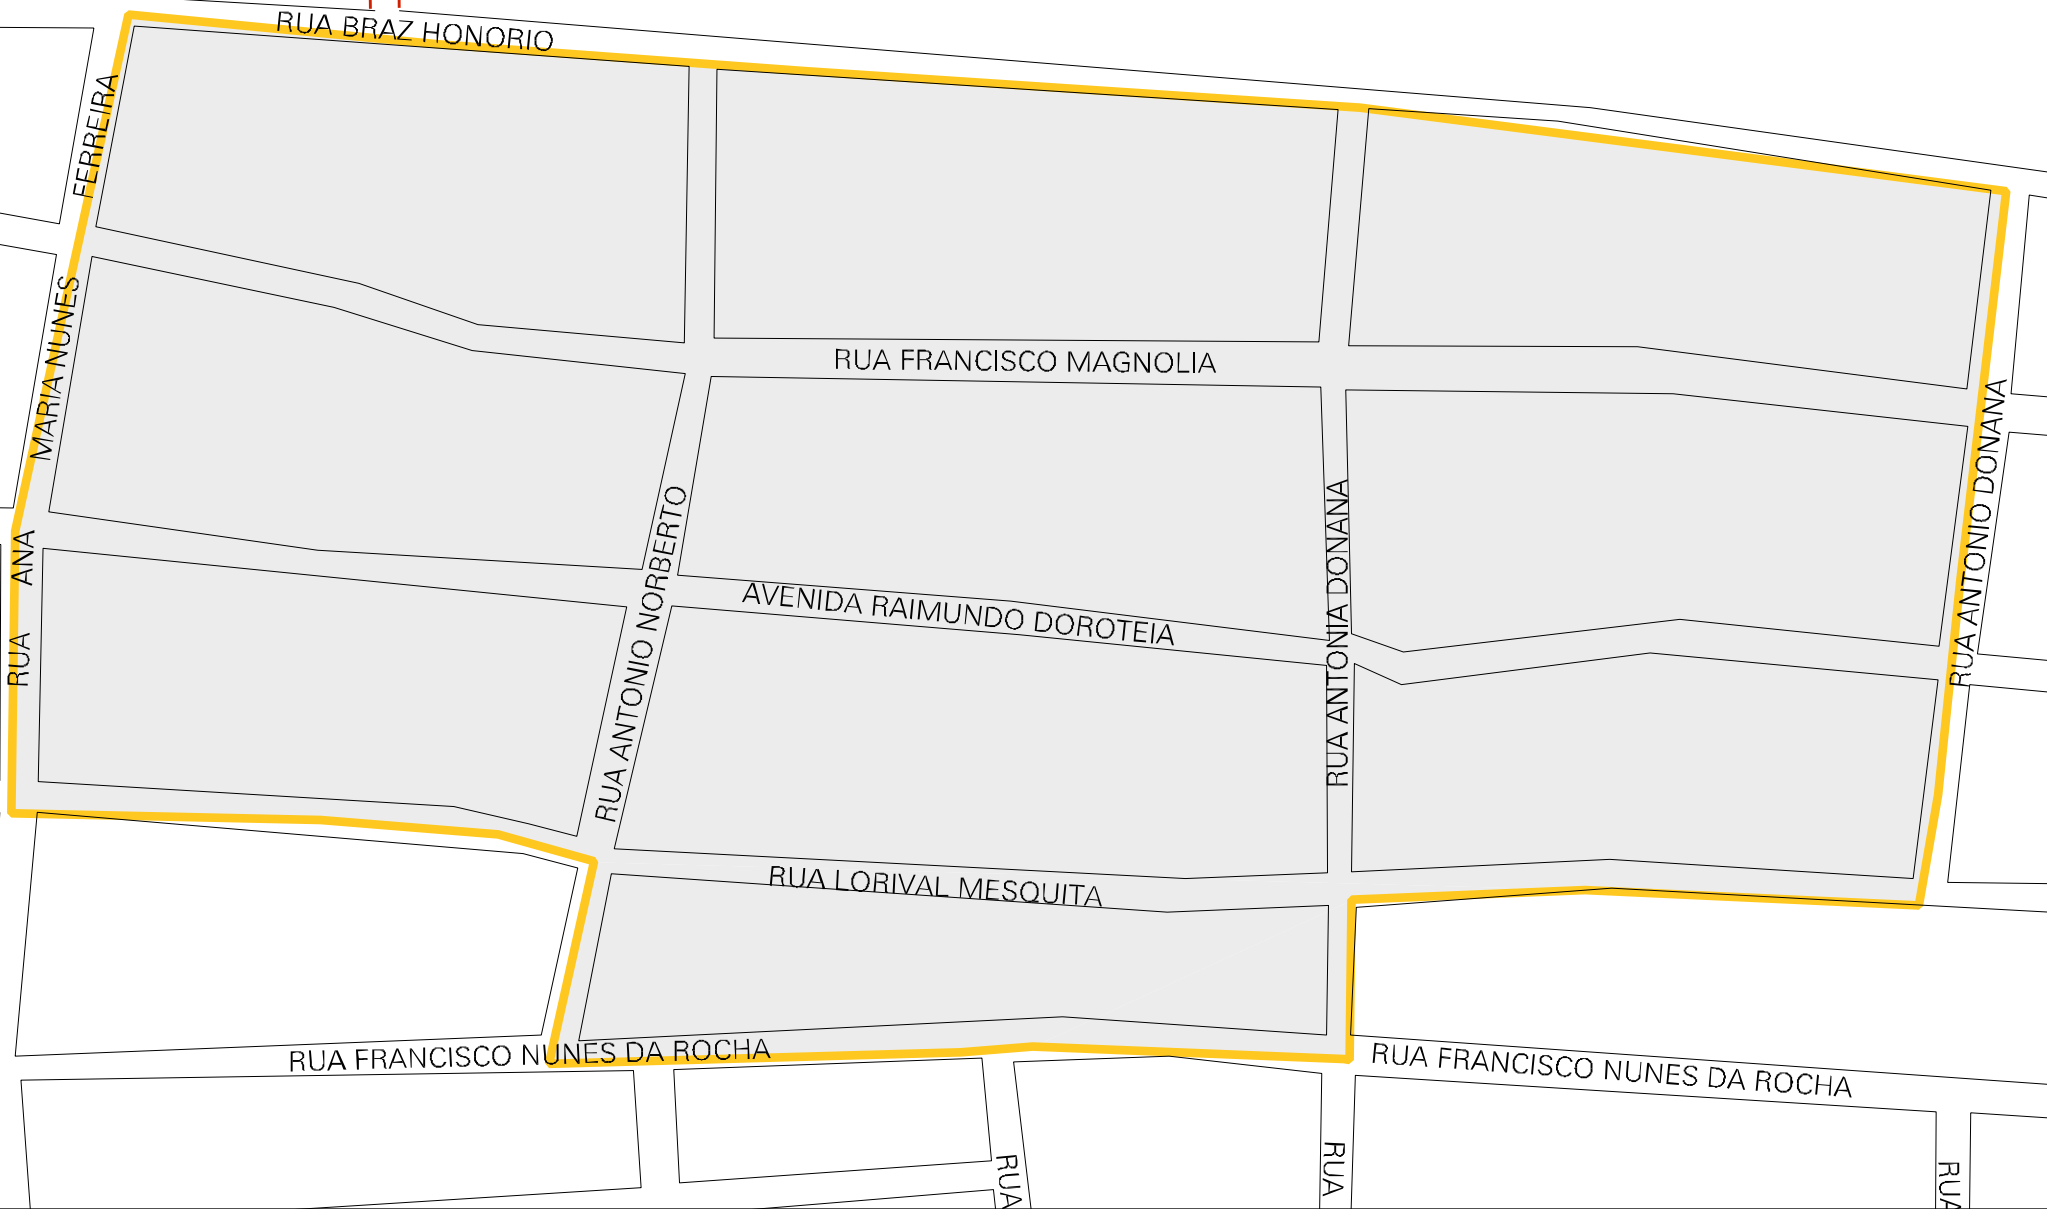 RUA BRAZ HONORIO
RUA ANA MARIA NUNES FERREIRA
RUA FRANCISCO MAGNOLIA
RUA ANTONIO DONANA
RUA ANTONIO NORBERTO
RUA ANTONIA DONANA
AVENIDA RAIMUNDO DOROTEIA
RUA LORIVAL MESQUITA
RUA FRANCISCO NUNES DA ROCHA
RUA FRANCISCO NUNES DA ROCHA
RUA
RUA
RUA